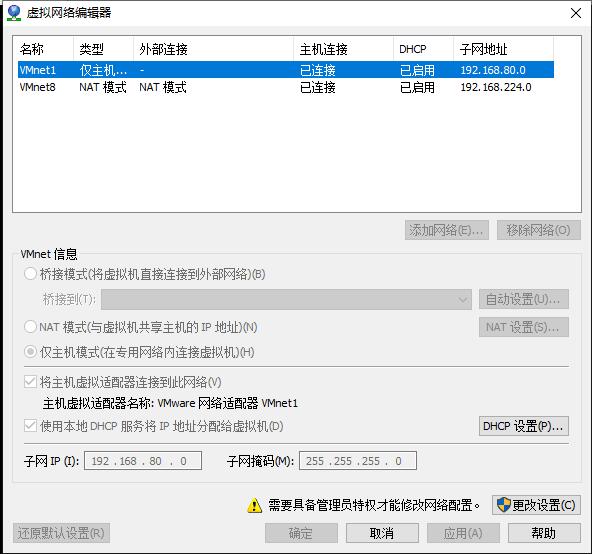 虚拟网络编辑器
名称 类型 外部连接 主机连接 DHCP 子网地址
VMnet1 仅主机... - 已连接 已启用 192.168.80.0
VMnet8 NAT 模式 NAT 模式 已连接 已启用 192.168.224.0
添加网络(E)... 移除网络(O)
VMnet 信息
桥接模式(将虚拟机直接连接到外部网络)(B)
桥接到(T): 自动设置(U)...
NAT 模式(与虚拟机共享主机的 IP 地址)(N) NAT 设置(S)...
仅主机模式(在专用网络内连接虚拟机)(H)
将主机虚拟适配器连接到此网络(V)
主机虚拟适配器名称: VMware 网络适配器 VMnet1
使用本地 DHCP 服务将 IP 地址分配给虚拟机(D) DHCP 设置(P)...
子网 IP (I): 192 . 168 . 80 . 0 子网掩码(M): 255 . 255 . 255 . 0
需要具备管理员特权才能修改网络配置。 更改设置(C)
还原默认设置(R) 确定 取消 应用(A) 帮助